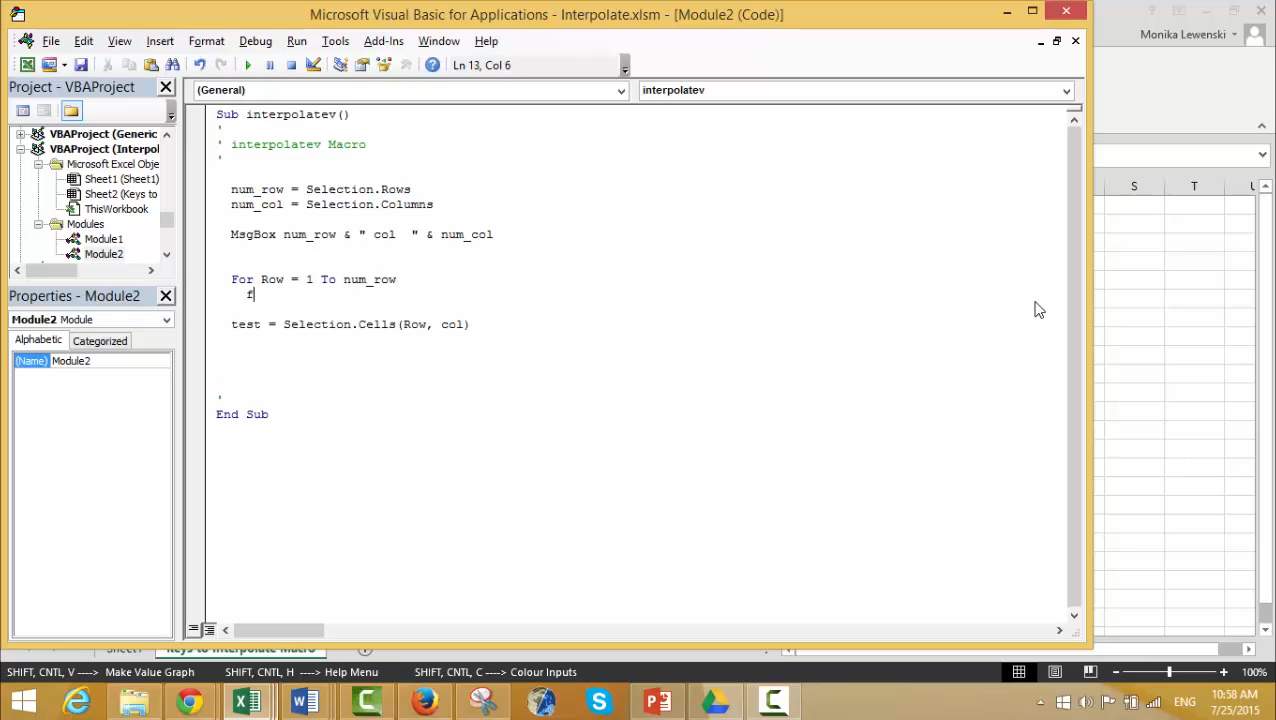 Microsoft Visual Basic for Applications - Interpolate.xlsm - [Module2 (Code)]
Monika Lewenski
File Edit View Insert Format Debug Run Tools Add-Ins Window Help
Ln 13, Col 6
Project - VBAProject
(General)
interpolatev
VBAProject (Generic
VBAProject (Interpol
Microsoft Excel Obje
Sheet1 (Sheet1)
Sheet2 (Keys to
ThisWorkbook
Modules
Module1
Module2
Properties - Module2
Module2 Module
Alphabetic Categorized
(Name) Module2
Sub interpolatev()
'
' interpolatev Macro
'
num_row = Selection.Rows
num_col = Selection.Columns
MsgBox num_row & " col  " & num_col
For Row = 1 To num_row
f
test = Selection.Cells(Row, col)
'
End Sub
S T U
Sheet1 Keys to Interpolate Macro
SHIFT, CNTL, V ----> Make Value Graph SHIFT, CNTL, H ----> Help Menu SHIFT, CNTL, C ----> Colour Inputs
100%
ENG
10:58 AM
7/25/2015